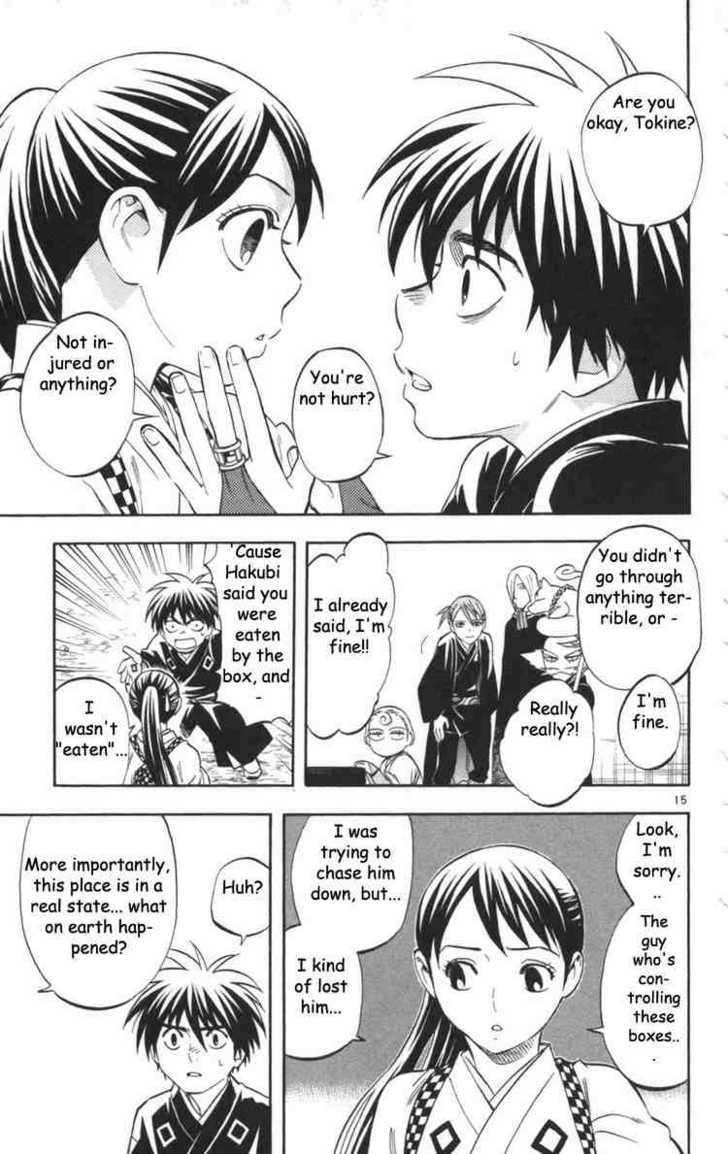 Are you
okay, Tokine?
You're
not hurt?
Not in-
jured or
anything?
You didn't
go through
anything ter-
rible, or -
I'm
fine.
Really
really?!
I already
said, I'm
fine!!
'Cause
Hakubi
said you
were
eaten
by the
box, and
-
I
wasn't
"eaten"...
15
Look,
I'm
sorry.
..
The
guy
who's
con-
trolling
these
boxes..
.
I was
trying to
chase him
down, but...
I kind
of lost
him...
Huh?
More importantly,
this place is in a
real state... what
on earth hap-
pened?